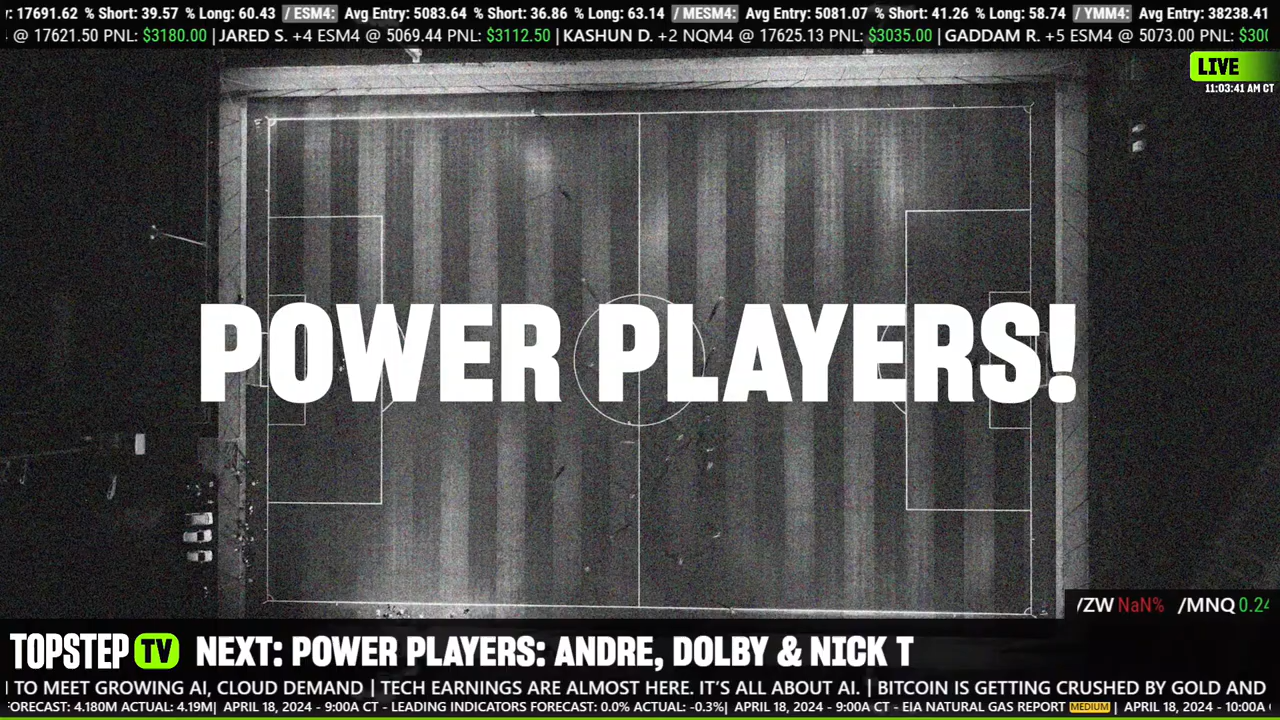 : 17691.62 % Short: 39.57 % Long: 60.43 / ESM4: Avg Entry: 5083.64 % Short: 36.86 % Long: 63.14 / MESM4: Avg Entry: 5081.07 % Short: 41.26 % Long: 58.74 / YMM4: Avg Entry: 38238.41
@ 17621.50 PNL: $3180.00 | JARED S. +4 ESM4 @ 5069.44 PNL: $3112.50 | KASHUN D. +2 NQM4 @ 17625.13 PNL: $3035.00 | GADDAM R. +5 ESM4 @ 5073.00 PNL: $300
LIVE
11:03:41 AM CT
POWER PLAYERS!
/ZW NaN% /MNQ 0.24
TOPSTEP TV NEXT: POWER PLAYERS: ANDRE, DOLBY & NICK T
TO MEET GROWING AI, CLOUD DEMAND | TECH EARNINGS ARE ALMOST HERE. IT'S ALL ABOUT AI. | BITCOIN IS GETTING CRUSHED BY GOLD AND
FORECAST: 4.180M ACTUAL: 4.19M| APRIL 18, 2024 - 9:00A CT - LEADING INDICATORS FORECAST: 0.0% ACTUAL: -0.3%| APRIL 18, 2024 - 9:00A CT - EIA NATURAL GAS REPORT MEDIUM | APRIL 18, 2024 - 10:00A